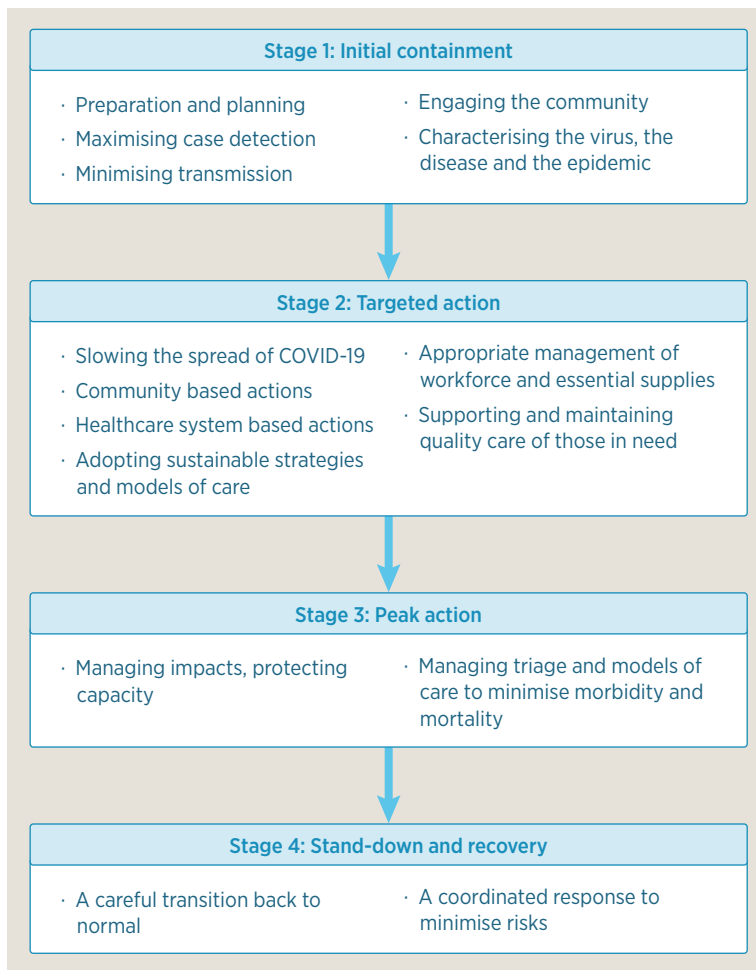 Stage 1: Initial containment
· Preparation and planning
· Maximising case detection
· Minimising transmission
· Engaging the community
· Characterising the virus, the
disease and the epidemic
Stage 2: Targeted action
· Slowing the spread of COVID-19
· Community based actions
· Healthcare system based actions
· Adopting sustainable strategies
and models of care
· Appropriate management of
workforce and essential supplies
· Supporting and maintaining
quality care of those in need
Stage 3: Peak action
· Managing impacts, protecting
capacity
· Managing triage and models of
care to minimise morbidity and
mortality
Stage 4: Stand-down and recovery
· A careful transition back to
normal
· A coordinated response to
minimise risks